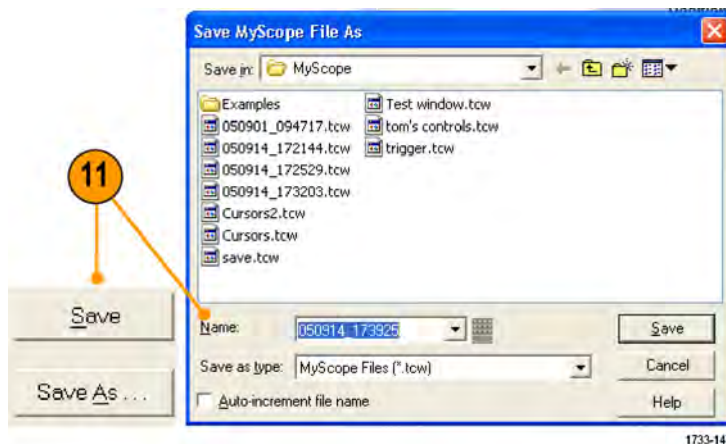 Save MyScope File As
Save in: MyScope
Examples
050901_094717.tcw
050914_172144.tcw
050914_172529.tcw
050914_173203.tcw
Cursors2.tcw
Cursors.tcw
save.tcw
Test window.tcw
tom's controls.tcw
trigger.tcw
11
Save
Save As ...
Name: 050914_173925
Save
Save as type: MyScope Files (*.tcw)
Cancel
Auto-increment file name
Help
1733-14